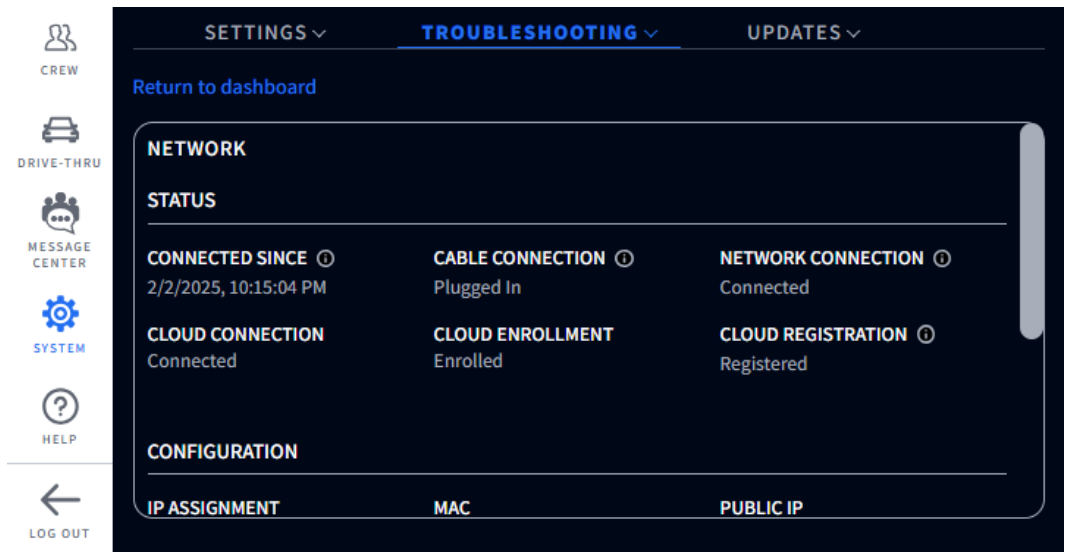 CREW
DRIVE-THRU
MESSAGE
CENTER
SYSTEM
HELP
LOG OUT
SETTINGS
TROUBLESHOOTING
UPDATES
Return to dashboard
NETWORK
STATUS
CONNECTED SINCE
2/2/2025, 10:15:04 PM
CABLE CONNECTION
Plugged In
NETWORK CONNECTION
Connected
CLOUD CONNECTION
Connected
CLOUD ENROLLMENT
Enrolled
CLOUD REGISTRATION
Registered
CONFIGURATION
IP ASSIGNMENT
MAC
PUBLIC IP